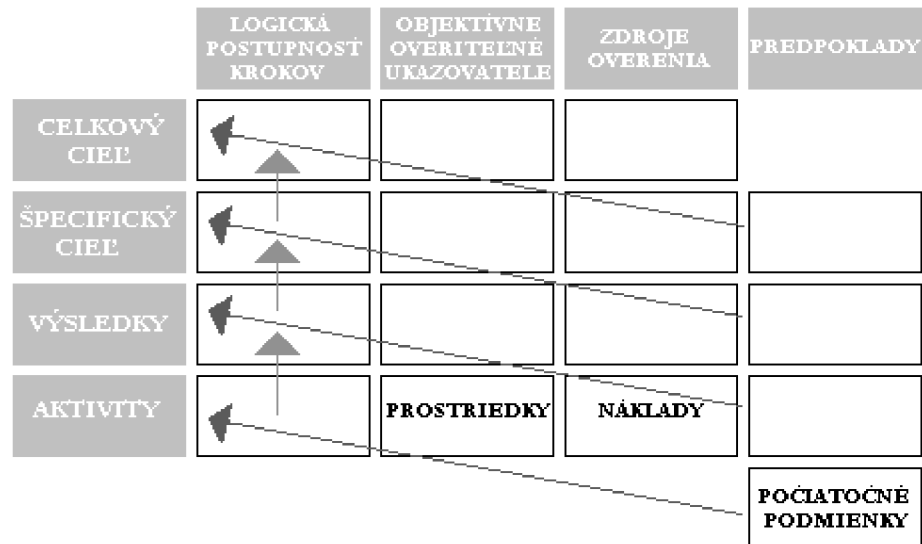 LOGICKÁ
POSTUPNOSŤ
KROKOV
OBJEKTÍVNE
OVERITEĽNÉ
UKAZOVATELE
ZDROJE
OVERENIA
PREDPOKLADY
CELKOVÝ
CIEĽ
ŠPECIFICKÝ
CIEĽ
VÝSLEDKY
AKTIVITY
PROSTRIEDKY
NÁKLADY
POČIATOČNÉ
PODMIENKY